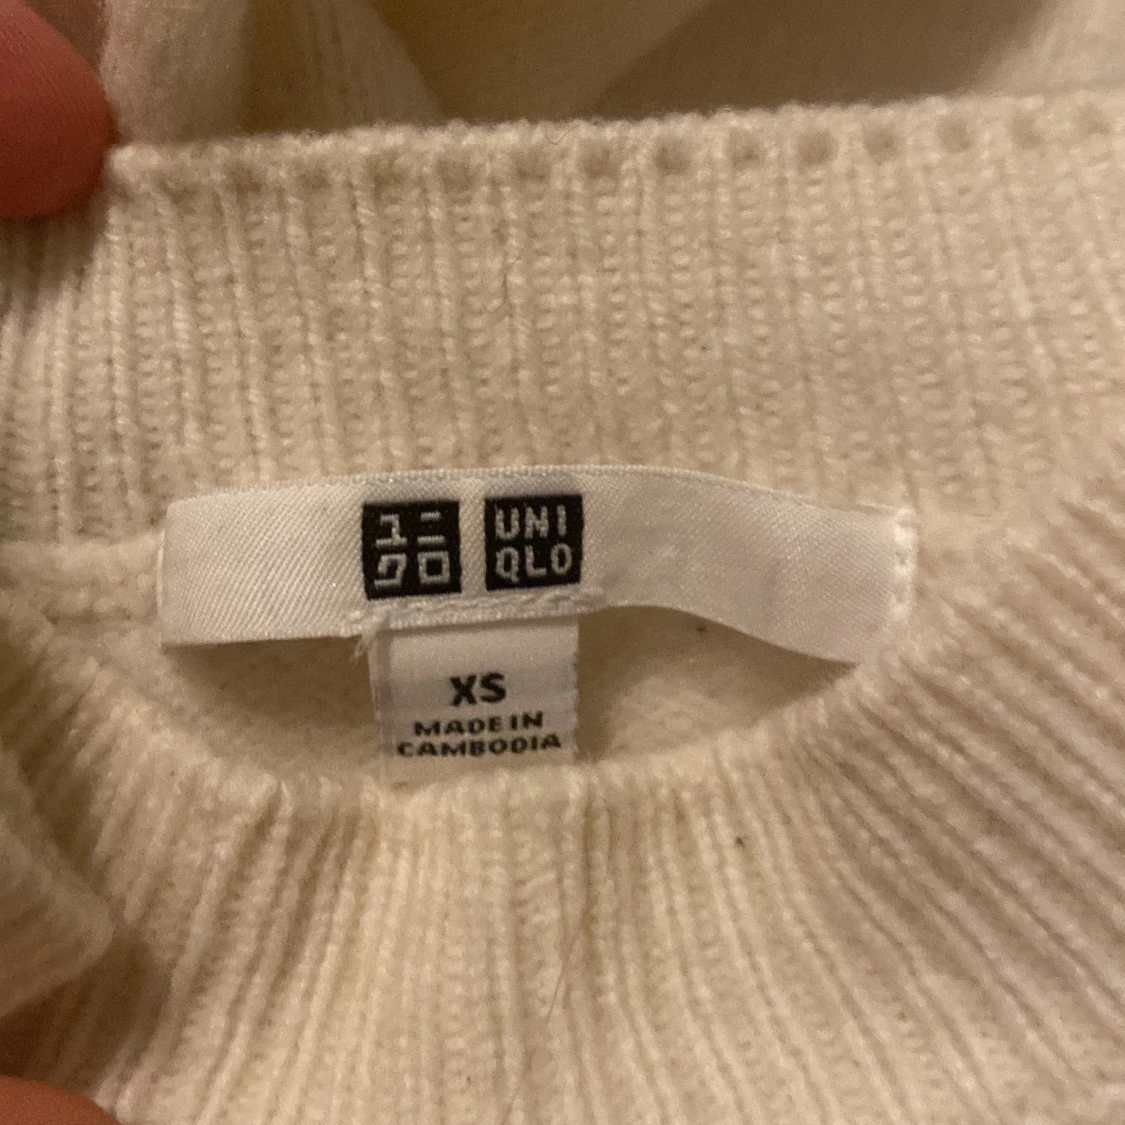 ユニ
クロ
UNI
QLO
XS
MADE IN
CAMBODIA